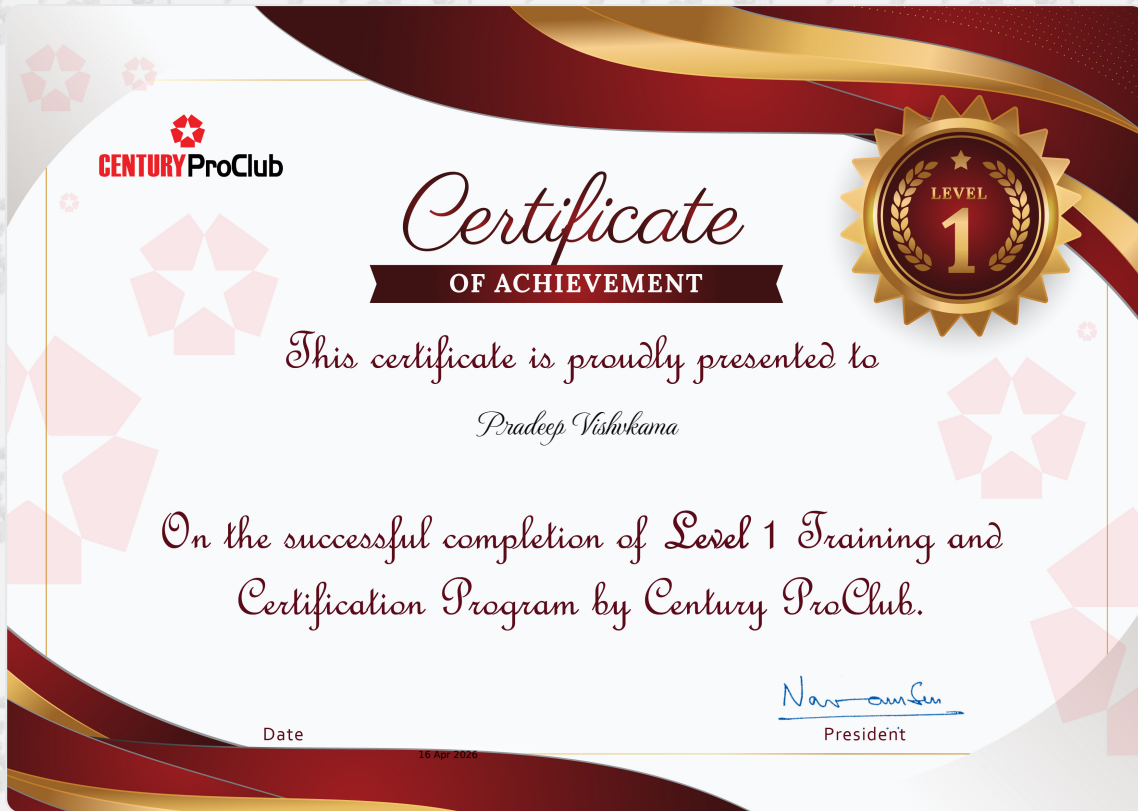 CENTURY ProClub
LEVEL
1
Certificate
OF ACHIEVEMENT
This certificate is proudly presented to
Pradeep Vishvkama
On the successful completion of Level 1 Training and
Certification Program by Century ProClub.
Date
President
16 Apr 2026